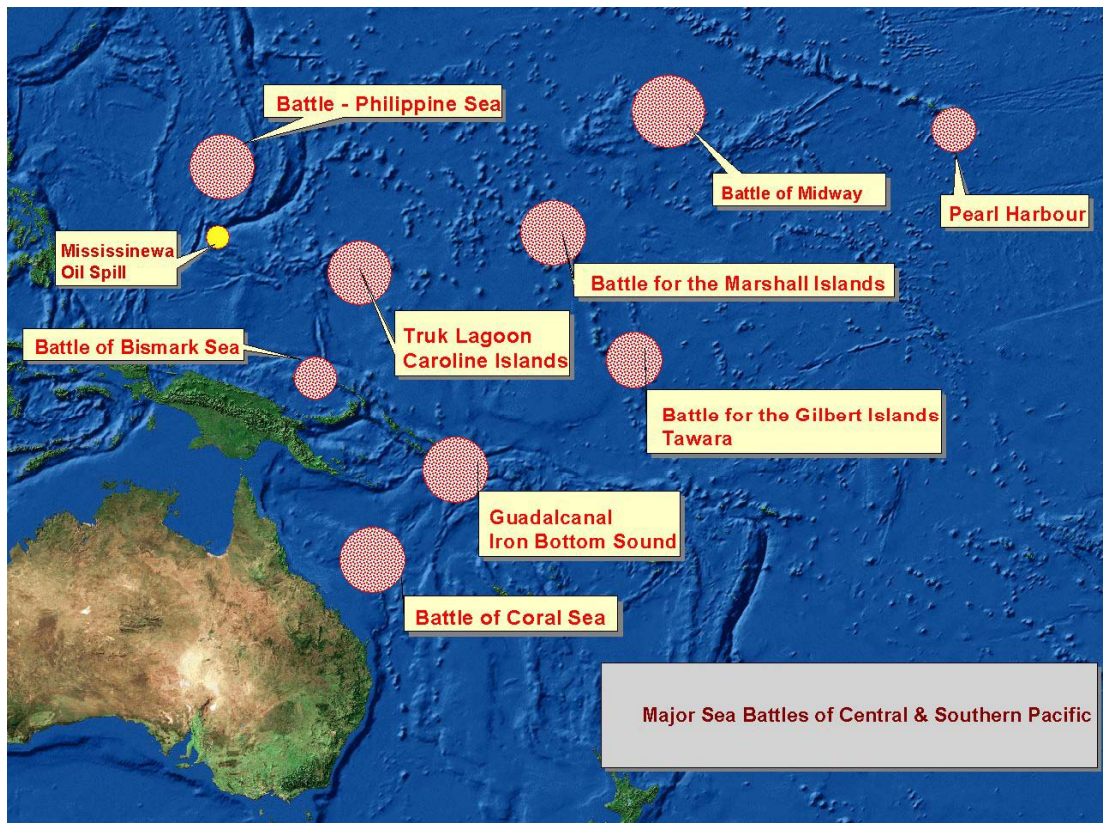 Battle - Philippine Sea
Battle of Midway
Pearl Harbour
Mississinewa
Oil Spill
Battle for the Marshall Islands
Truk Lagoon
Caroline Islands
Battle of Bismark Sea
Battle for the Gilbert Islands
Tawara
Guadalcanal
Iron Bottom Sound
Battle of Coral Sea
Major Sea Battles of Central & Southern Pacific